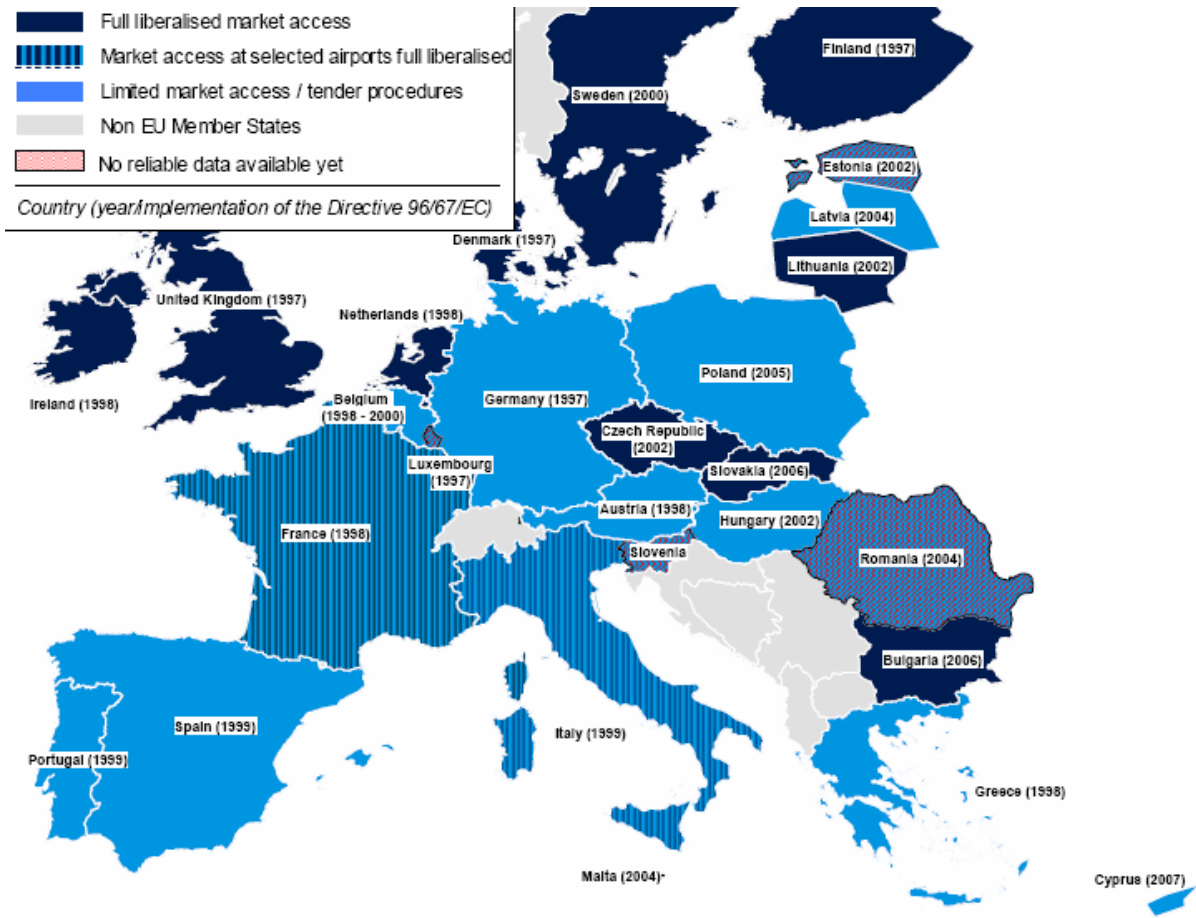 Full liberalised market access
Market access at selected airports full liberalised
Limited market access / tender procedures
Non EU Member States
No reliable data available yet
Country (year/implementation of the Directive 96/67/EC)
Finland (1997)
Sweden (2000)
Estonia (2002)
Latvia (2004)
Denmark (1997)
Lithuania (2002)
United Kingdom (1997)
Netherlands (1998)
Poland (2005)
Ireland (1998)
Belgium
(1998 - 2000)
Germany (1997)
Czech Republic
(2002)
Luxembourg
(1997)
Slovakia (2006)
Austria (1998)
Hungary (2002)
France (1998)
Slovenia
Romania (2004)
Bulgaria (2006)
Spain (1999)
Italy (1999)
Portugal (1999)
Greece (1998)
Malta (2004)-
Cyprus (2007)